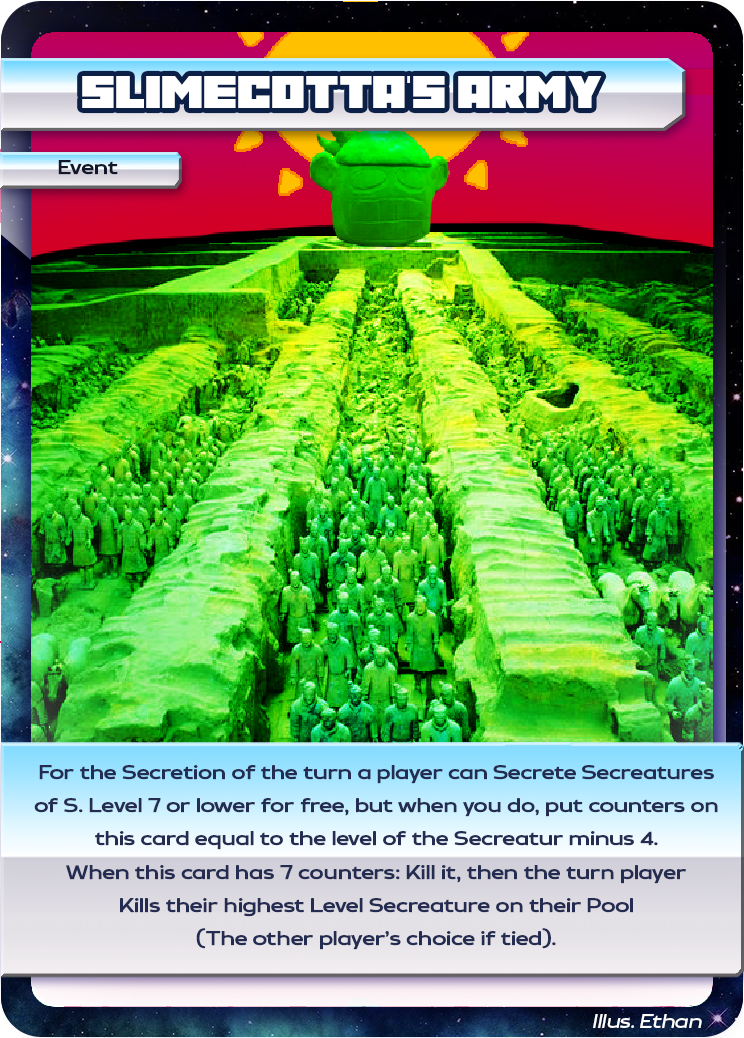 SLIMECOTTA'S ARMY
Event
For the Secretion of the turn a player can Secrete Secreatures
of S. Level 7 or lower for free, but when you do, put counters on
this card equal to the level of the Secreatur minus 4.
When this card has 7 counters: Kill it, then the turn player
Kills their highest Level Secreature on their Pool
(The other player's choice if tied).
Illus. Ethan